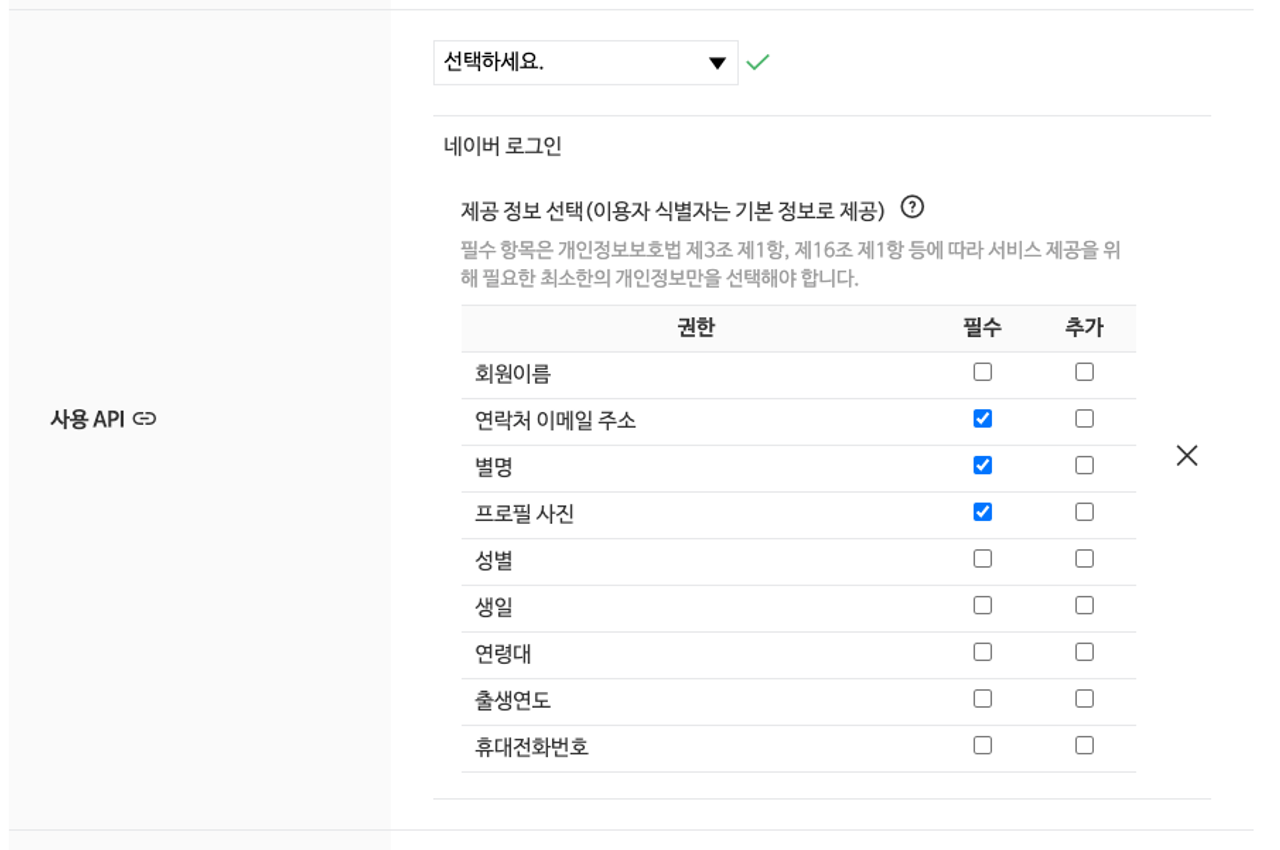 선택하세요.
네이버 로그인
제공 정보 선택(이용자 식별자는 기본 정보로 제공) ?
필수 항목은 개인정보보호법 제3조 제1항, 제16조 제1항 등에 따라 서비스 제공을 위
해 필요한 최소한의 개인정보만을 선택해야 합니다.
권한 필수 추가
회원이름
연락처 이메일 주소
별명
프로필 사진
사용 API
성별
생일
연령대
출생연도
휴대전화번호